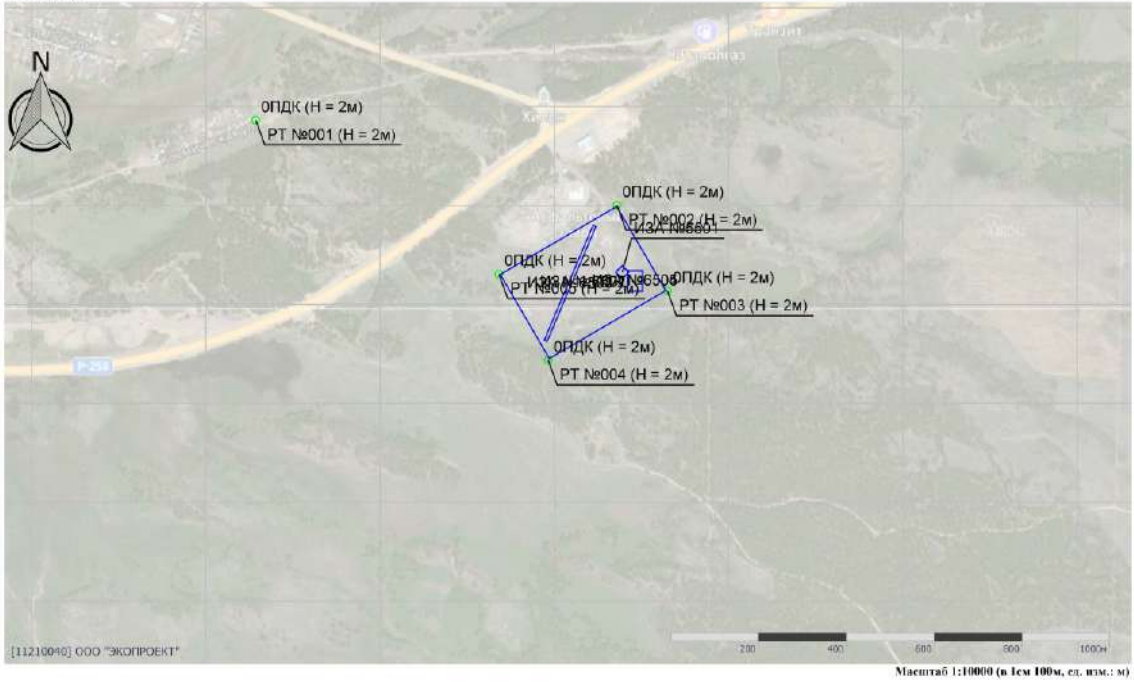 N
0ПДК (Н = 2м)
РТ №001 (Н = 2м)
0ПДК (Н = 2м)
РТ №002 (Н = 2м)
0ПДК (Н = 2м)
0ПДК (Н = 2м)
РТ №003 (Н = 2м)
0ПДК (Н = 2м)
РТ №004 (Н = 2м)
Р-258
[11210040] ООО "ЭКОПРОЕКТ"
200 400 600 800 1000м
Масштаб 1:10000 (в 1см 100м, ед. изм.: м)